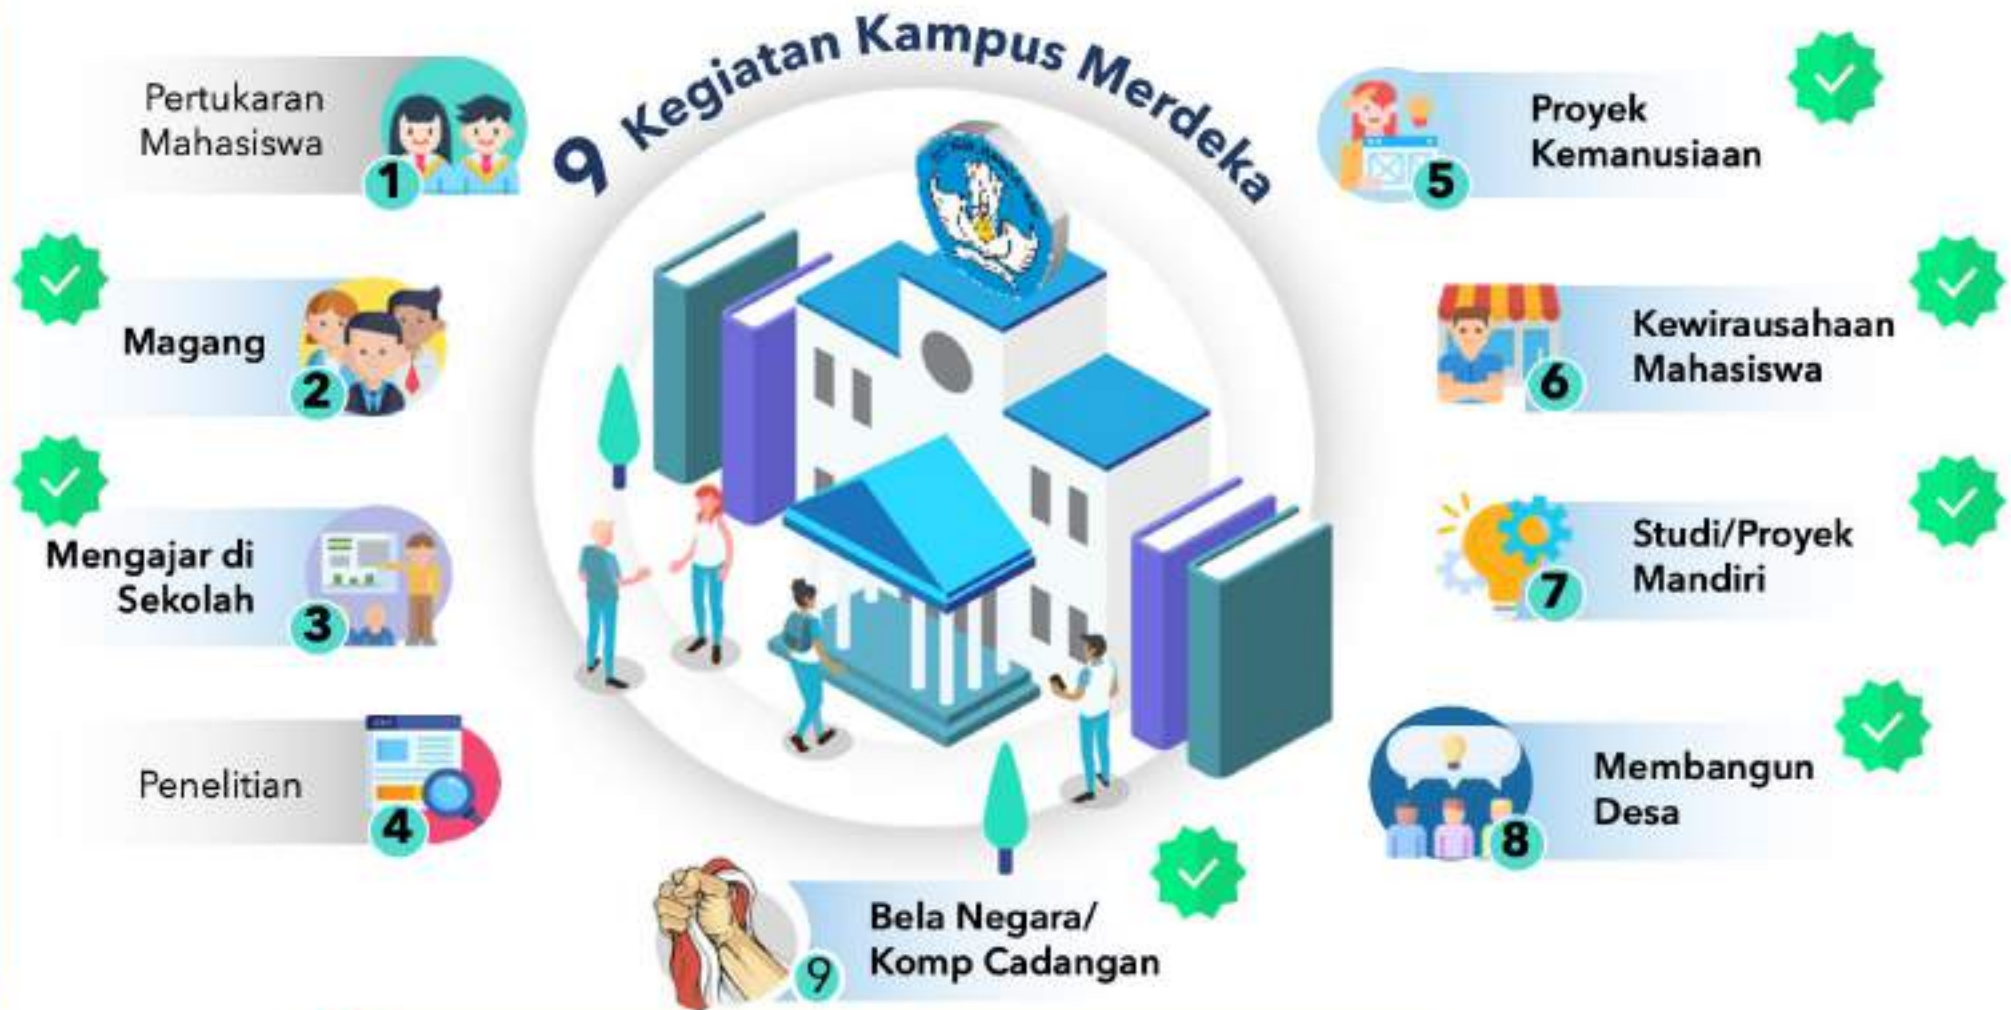 9 Kegiatan Kampus Merdeka
Pertukaran
Mahasiswa
1
Magang
2
Mengajar di
Sekolah
3
Penelitian
4
Proyek
Kemanusiaan
5
Kewirausahaan
Mahasiswa
6
Studi/Proyek
Mandiri
7
Membangun
Desa
8
Bela Negara/
Komp Cadangan
9